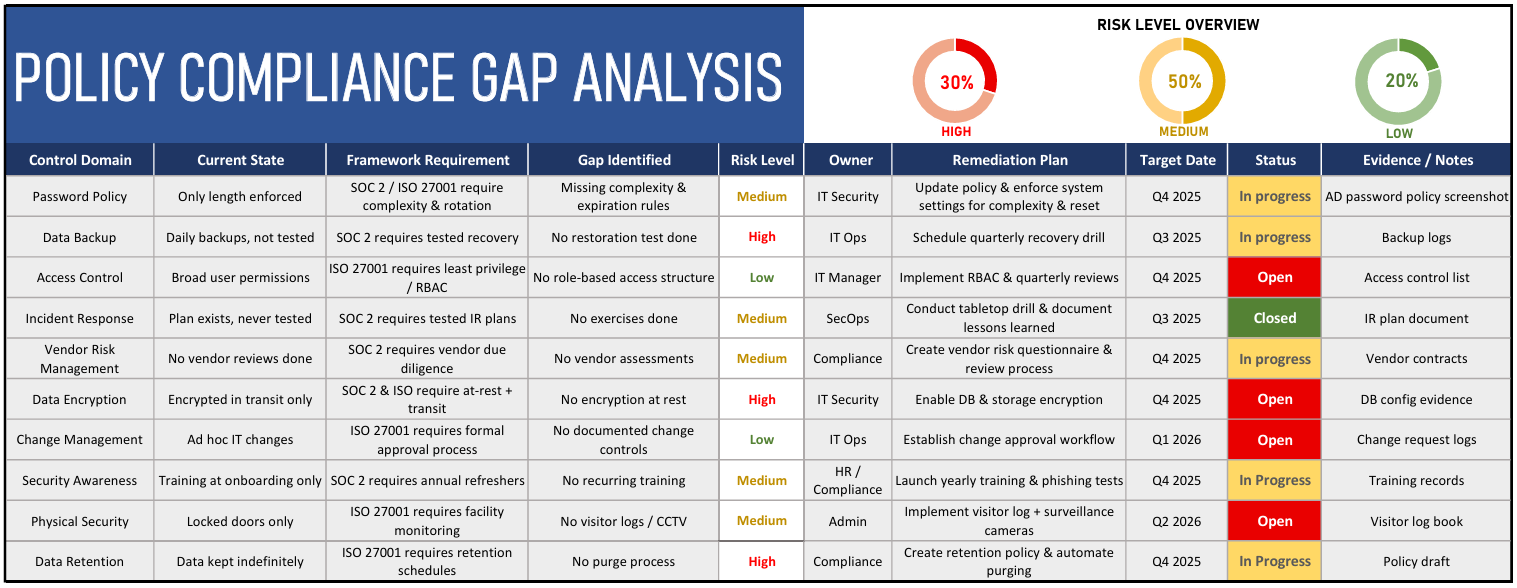 POLICY COMPLIANCE GAP ANALYSIS
RISK LEVEL OVERVIEW
30%
50%
20%
HIGH
MEDIUM
LOW
Control Domain Current State Framework Requirement Gap Identified Risk Level Owner Remediation Plan Target Date Status Evidence / Notes
Password Policy
Only length enforced
SOC 2 / ISO 27001 require
complexity & rotation
Missing complexity &
expiration rules
Medium
IT Security
Update policy & enforce system
settings for complexity & reset
Q4 2025
In progress
AD password policy screenshot
Data Backup
Daily backups, not tested
SOC 2 requires tested recovery
No restoration test done
High
IT Ops
Schedule quarterly recovery drill
Q3 2025
In progress
Backup logs
Access Control
Broad user permissions
ISO 27001 requires least privilege
/ RBAC
No role-based access structure
Low
IT Manager
Implement RBAC & quarterly reviews
Q4 2025
Open
Access control list
Incident Response
Plan exists, never tested
SOC 2 requires tested IR plans
No exercises done
Medium
SecOps
Conduct tabletop drill & document
lessons learned
Q3 2025
Closed
IR plan document
Vendor Risk
Management
No vendor reviews done
SOC 2 requires vendor due
diligence
No vendor assessments
Medium
Compliance
Create vendor risk questionnaire &
review process
Q4 2025
In progress
Vendor contracts
Data Encryption
Encrypted in transit only
SOC 2 & ISO require at-rest +
transit
No encryption at rest
High
IT Security
Enable DB & storage encryption
Q4 2025
Open
DB config evidence
Change Management
Ad hoc IT changes
ISO 27001 requires formal
approval process
No documented change
controls
Low
IT Ops
Establish change approval workflow
Q1 2026
Open
Change request logs
Security Awareness
Training at onboarding only
SOC 2 requires annual refreshers
No recurring training
Medium
HR /
Compliance
Launch yearly training & phishing tests
Q4 2025
In Progress
Training records
Physical Security
Locked doors only
ISO 27001 requires facility
monitoring
No visitor logs / CCTV
Medium
Admin
Implement visitor log + surveillance
cameras
Q2 2026
Open
Visitor log book
Data Retention
Data kept indefinitely
ISO 27001 requires retention
schedules
No purge process
High
Compliance
Create retention policy & automate
purging
Q4 2025
In Progress
Policy draft